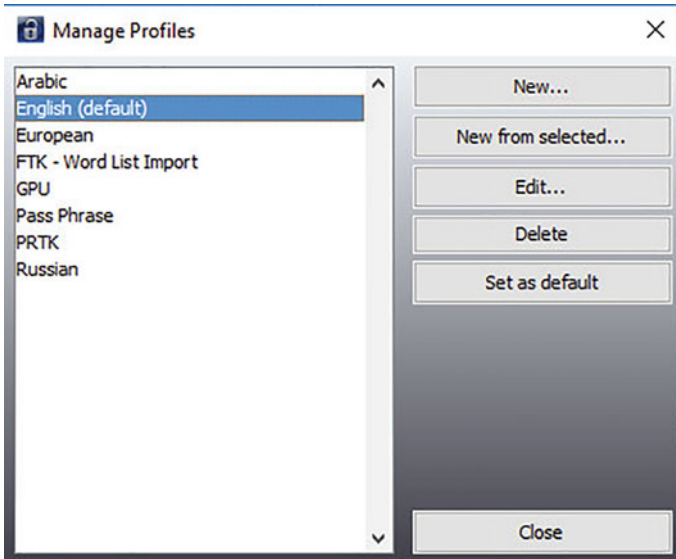 Manage Profiles
Arabic
English (default)
European
FTK - Word List Import
GPU
Pass Phrase
PRTK
Russian
New...
New from selected...
Edit...
Delete
Set as default
Close